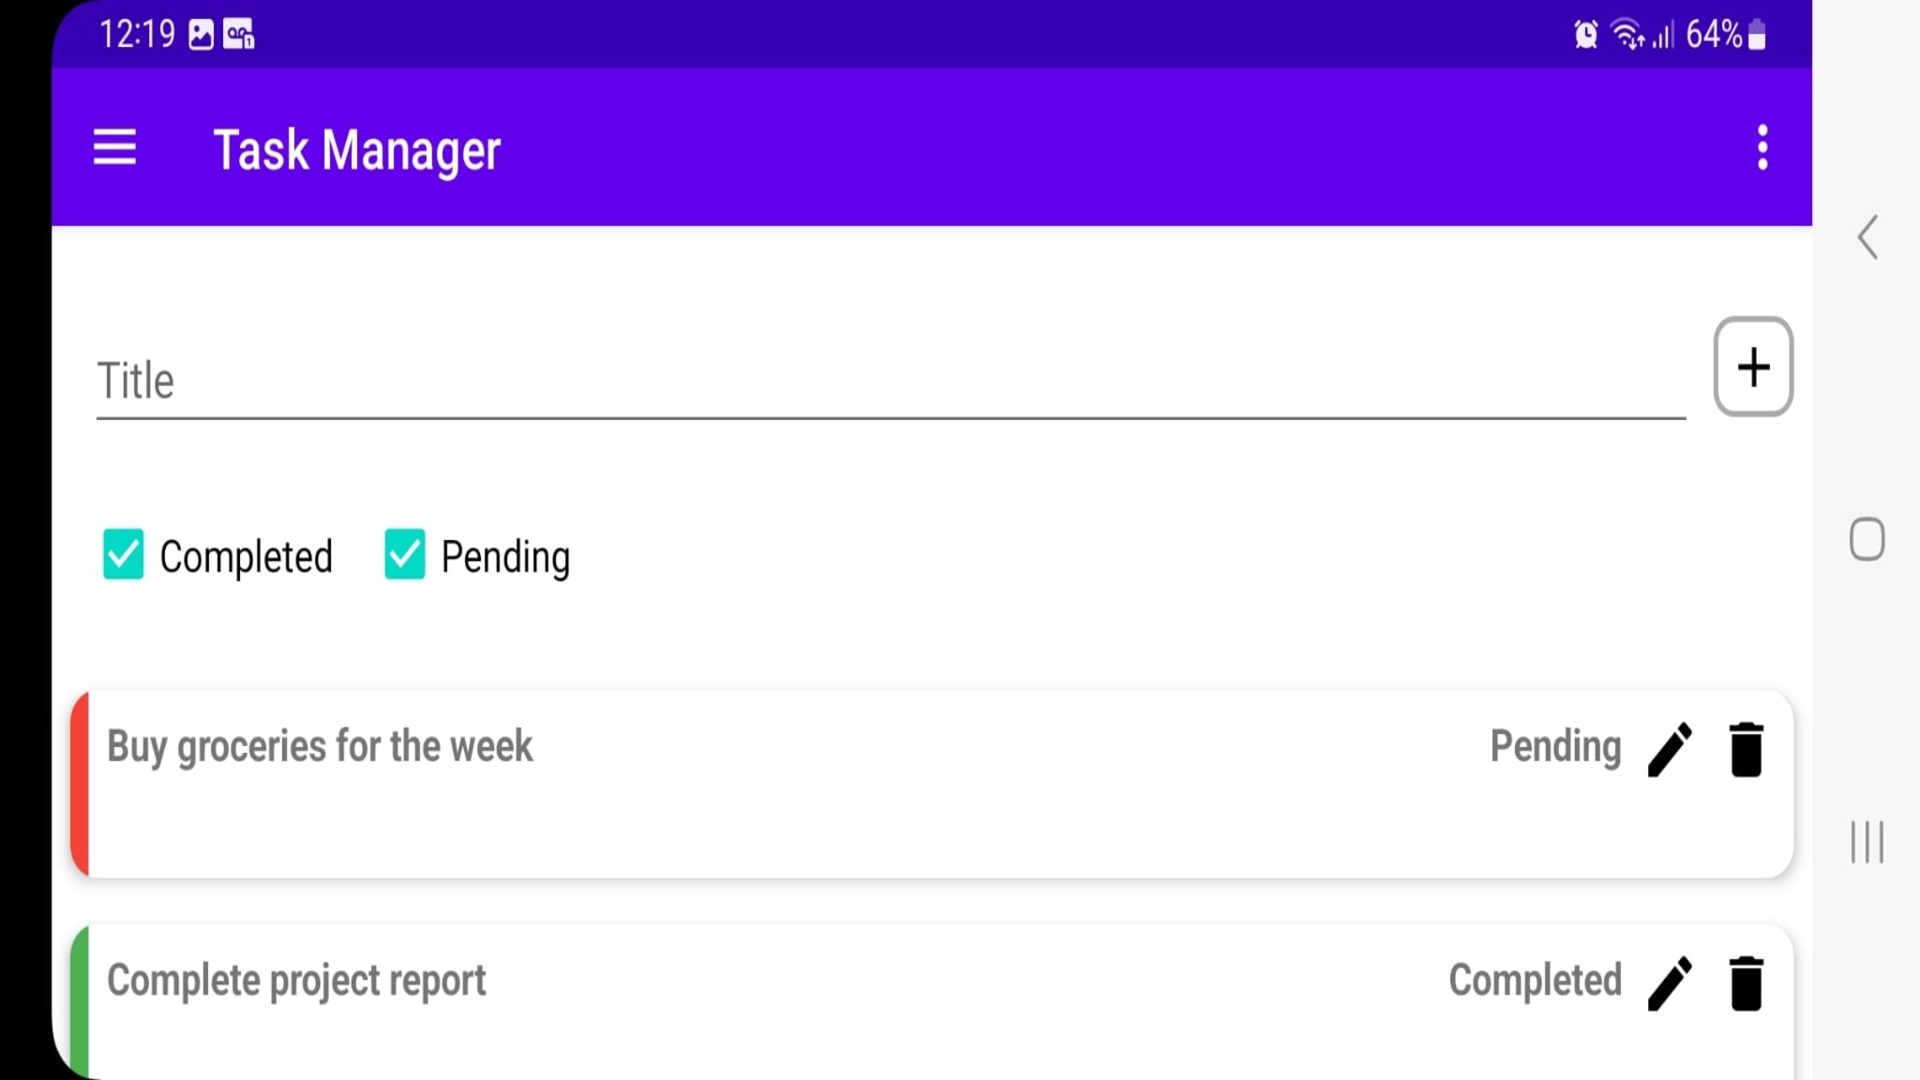 12:19 64%
Task Manager
Title
Completed Pending
Buy groceries for the week Pending
Complete project report Completed